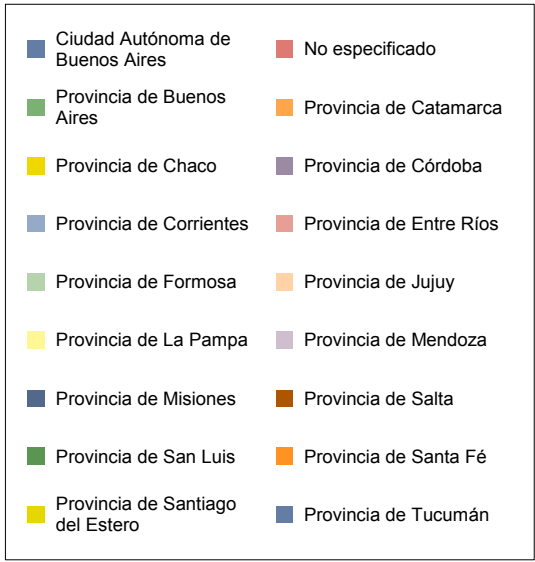 Ciudad Autónoma de
Buenos Aires
No especificado
Provincia de Buenos
Aires
Provincia de Catamarca
Provincia de Chaco
Provincia de Córdoba
Provincia de Corrientes
Provincia de Entre Ríos
Provincia de Formosa
Provincia de Jujuy
Provincia de La Pampa
Provincia de Mendoza
Provincia de Misiones
Provincia de Salta
Provincia de San Luis
Provincia de Santa Fé
Provincia de Santiago
del Estero
Provincia de Tucumán